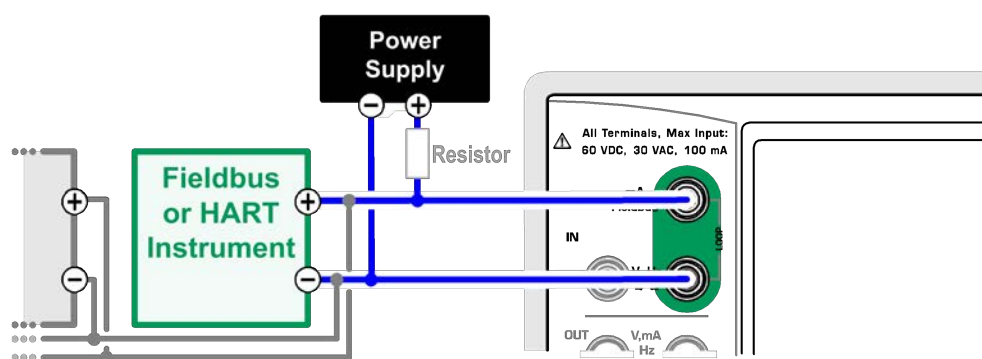 Power
Supply
All Terminals, Max Input:
60 VDC, 30 VAC, 100 mA
Resistor
Fieldbus
or HART
Instrument
IN
LOOP
OUT
V,mA
Hz